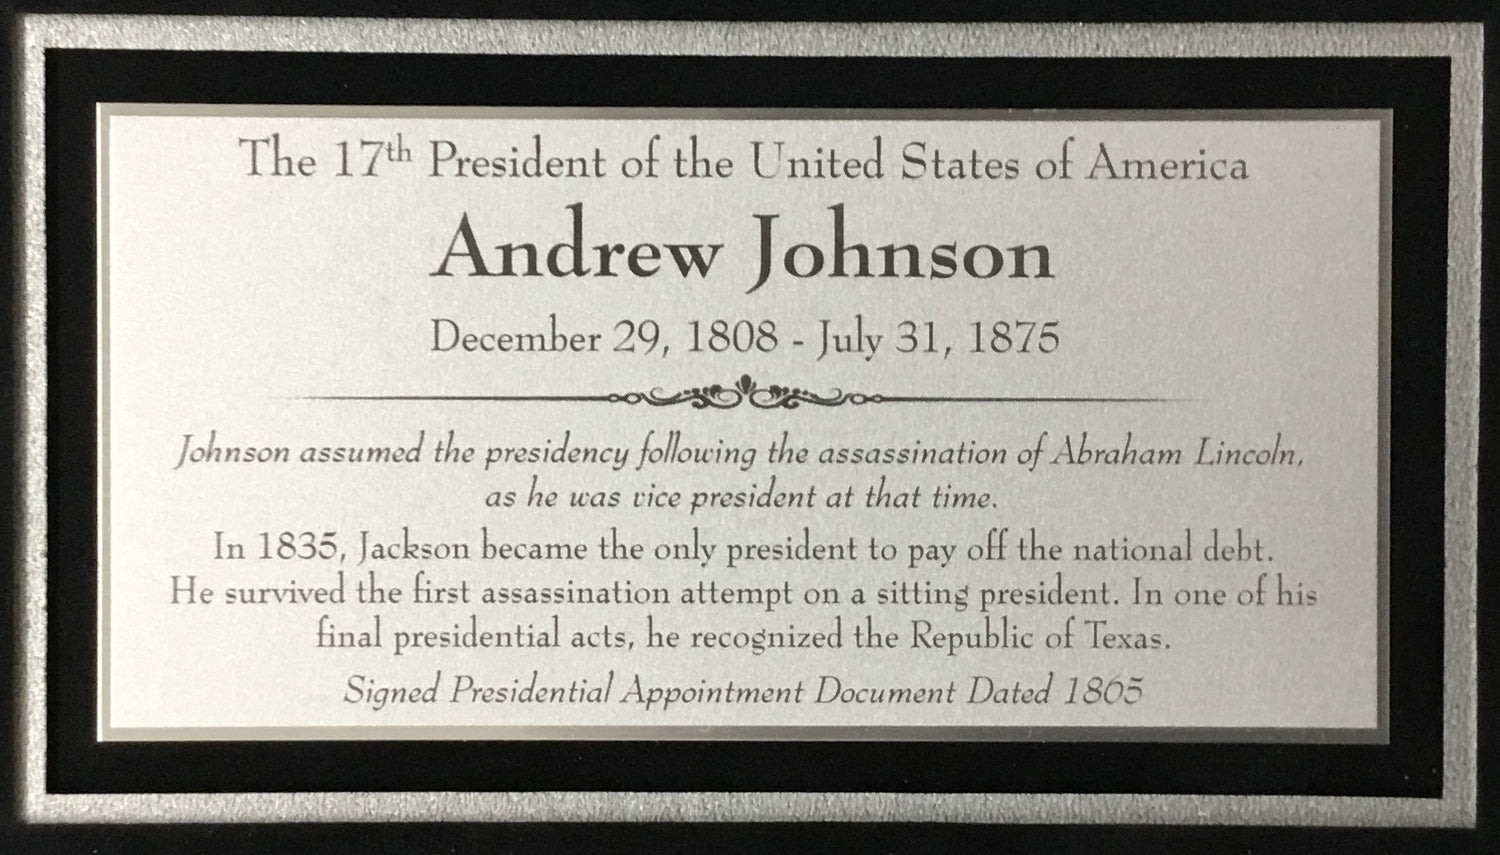 The 17th President of the United States of America
Andrew Johnson
December 29, 1808 - July 31, 1875
Johnson assumed the presidency following the assassination of Abraham Lincoln,
as he was vice president at that time.
In 1835, Jackson became the only president to pay off the national debt.
He survived the first assassination attempt on a sitting president. In one of his
final presidential acts, he recognized the Republic of Texas.
Signed Presidential Appointment Document Dated 1865